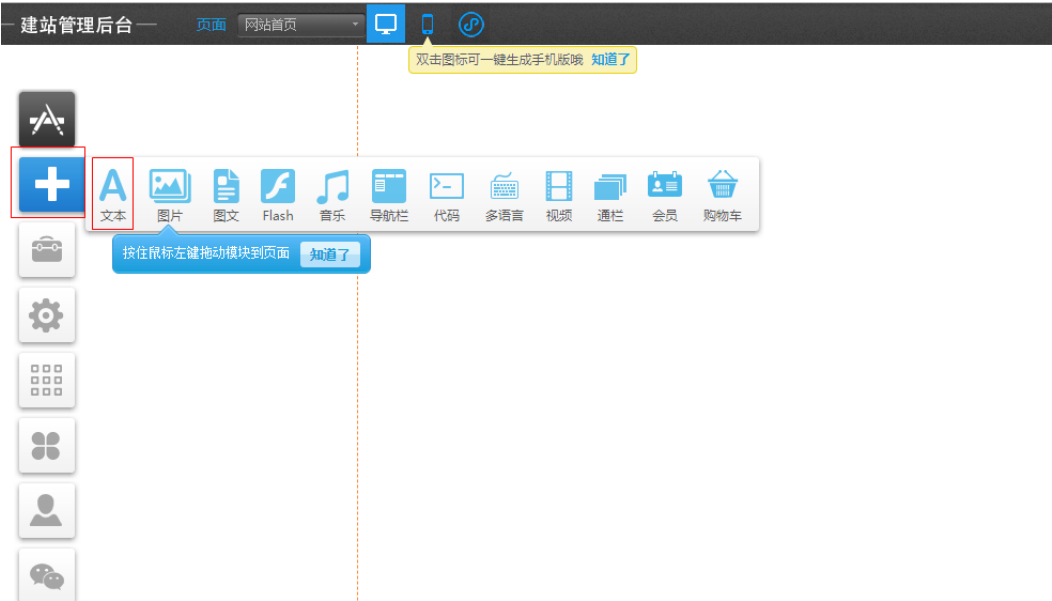 建站管理后台
页面 网站首页
双击图标可一键生成手机版哦 知道了
文本 图片 图文 Flash 音乐 导航栏 代码 多语言 视频 通栏 会员 购物车
按住鼠标左键拖动模块到页面 知道了